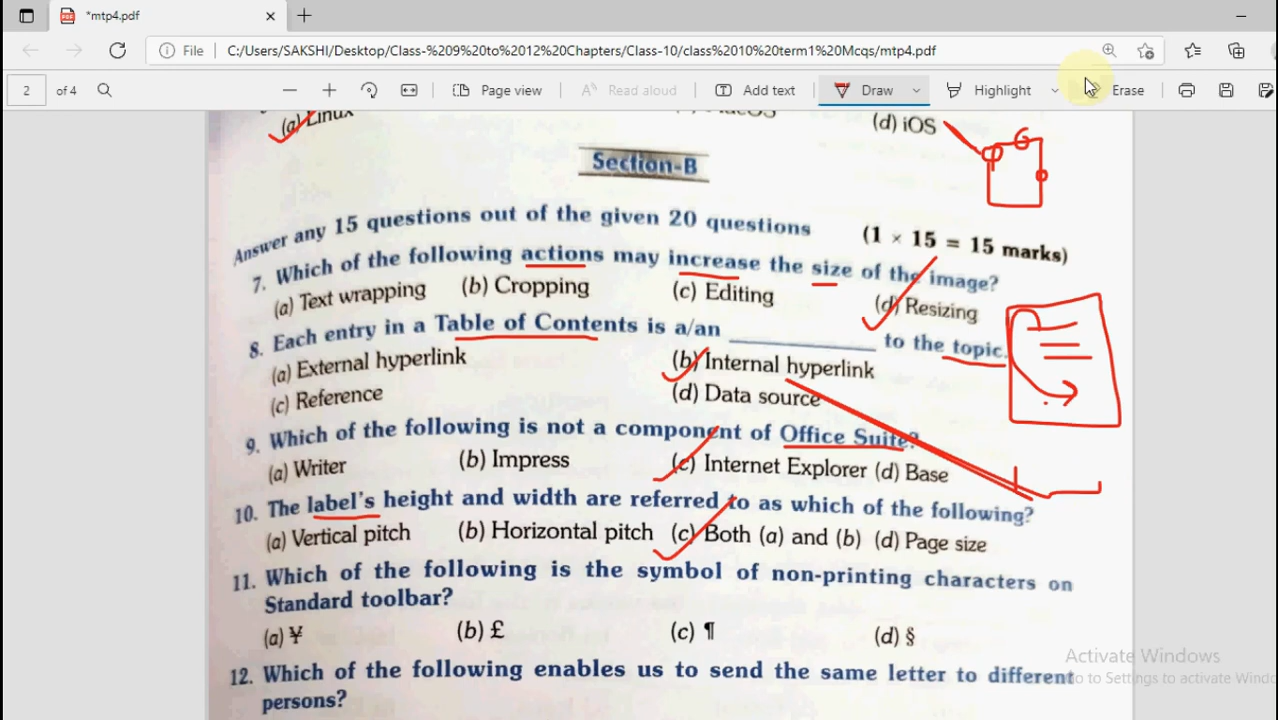 *mtp4.pdf
File C:/Users/SAKSHI/Desktop/Class-%209%20to%2012%20Chapters/Class-10/class%2010%20term1%20Mcqs/mtp4.pdf
2 of 4 Page view Read aloud Add text Draw Highlight Erase
(a) Linux (d) iOS
Section-B
Answer any 15 questions out of the given 20 questions (1 × 15 = 15 marks)
7. Which of the following actions may increase the size of the image?
(a) Text wrapping (b) Cropping (c) Editing (d) Resizing
8. Each entry in a Table of Contents is a/an ____________ to the topic.
(a) External hyperlink (b) Internal hyperlink
(c) Reference (d) Data source
9. Which of the following is not a component of Office Suite?
(a) Writer (b) Impress (c) Internet Explorer (d) Base
10. The label's height and width are referred to as which of the following?
(a) Vertical pitch (b) Horizontal pitch (c) Both (a) and (b) (d) Page size
11. Which of the following is the symbol of non-printing characters on
Standard toolbar?
(a) ¥ (b) £ (c) ¶ (d) §
12. Which of the following enables us to send the same letter to different
persons?
Activate Windows
Go to Settings to activate Windows